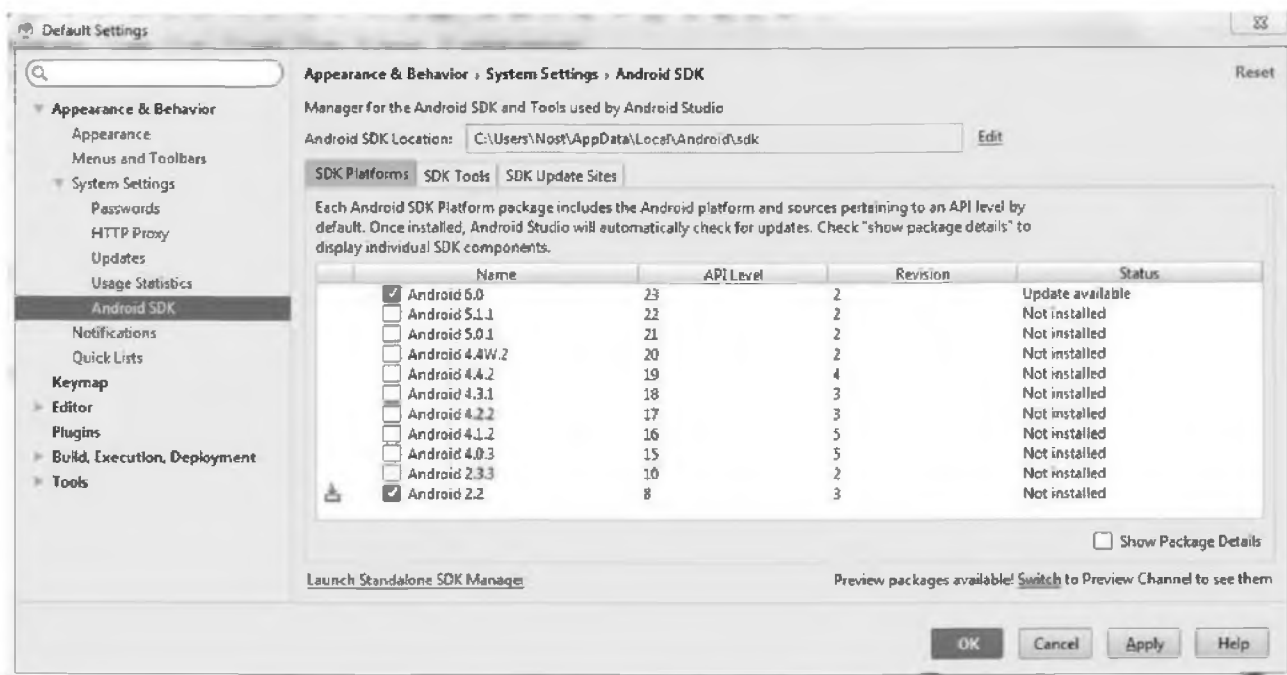 Default Settings
Appearance & Behavior › System Settings › Android SDK
Reset
Appearance & Behavior
Appearance
Menus and Toolbars
System Settings
Passwords
HTTP Proxy
Updates
Usage Statistics
Android SDK
Notifications
Quick Lists
Keymap
Editor
Plugins
Build, Execution, Deployment
Tools
Manager for the Android SDK and Tools used by Android Studio
Android SDK Location: C:\Users\Nost\AppData\Local\Android\sdk Edit
SDK Platforms SDK Tools SDK Update Sites
Each Android SDK Platform package includes the Android platform and sources pertaining to an API level by
default. Once installed, Android Studio will automatically check for updates. Check "show package details" to
display individual SDK components.
Name API Level Revision Status
Android 6.0 23 2 Update available
Android 5.1.1 22 2 Not installed
Android 5.0.1 21 2 Not installed
Android 4.4W.2 20 2 Not installed
Android 4.4.2 19 4 Not installed
Android 4.3.1 18 3 Not installed
Android 4.2.2 17 3 Not installed
Android 4.1.2 16 5 Not installed
Android 4.0.3 15 5 Not installed
Android 2.3.3 10 2 Not installed
Android 2.2 8 3 Not installed
Show Package Details
Launch Standalone SDK Manager
Preview packages available! Switch to Preview Channel to see them
OK Cancel Apply Help